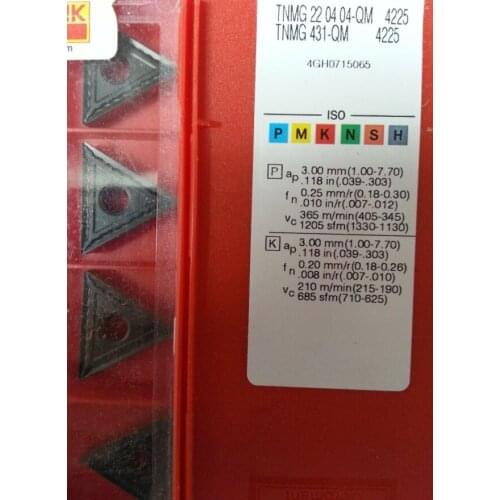 K
m
TNMG 22 04 04-QM 4225
TNMG 431-QM 4225
4GH0715065
ISO
P M K N S H
P ap 3.00 mm(1.00-7.70)
.118 in(.039-.303)
fn 0.25 mm/r(0.18-0.30)
.010 in/r(.007-.012)
vc 365 m/min(405-345)
1205 sfm(1330-1130)
K ap 3.00 mm(1.00-7.70)
.118 in(.039-.303)
fn 0.20 mm/r(0.18-0.26)
.008 in/r(.007-.010)
vc 210 m/min(215-190)
685 sfm(710-625)